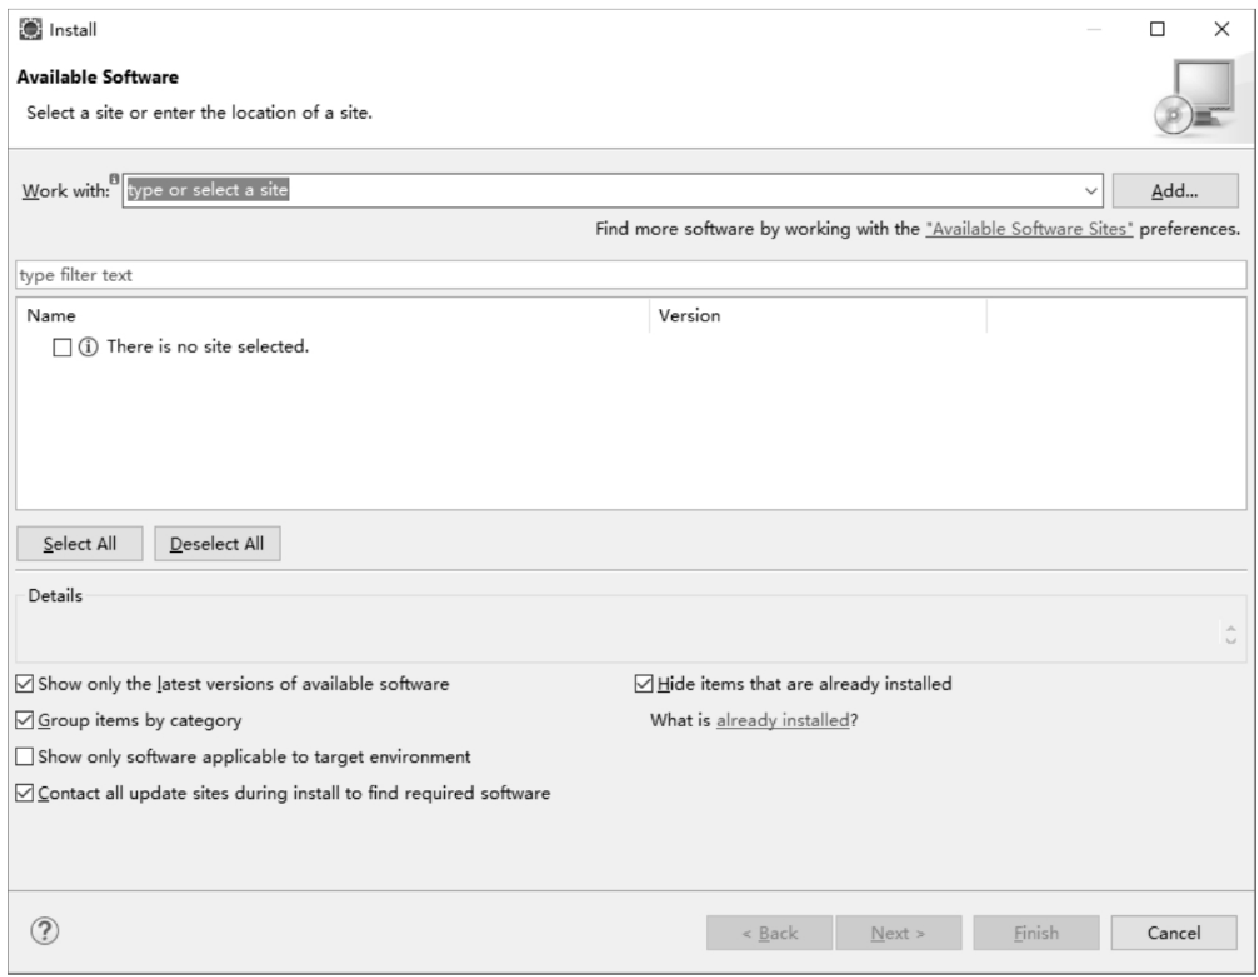 Install
Available Software
Select a site or enter the location of a site.
Work with: type or select a site Add...
Find more software by working with the "Available Software Sites" preferences.
type filter text
Name Version
There is no site selected.
Select All Deselect All
Details
Show only the latest versions of available software Hide items that are already installed
Group items by category What is already installed?
Show only software applicable to target environment
Contact all update sites during install to find required software
? < Back Next > Finish Cancel